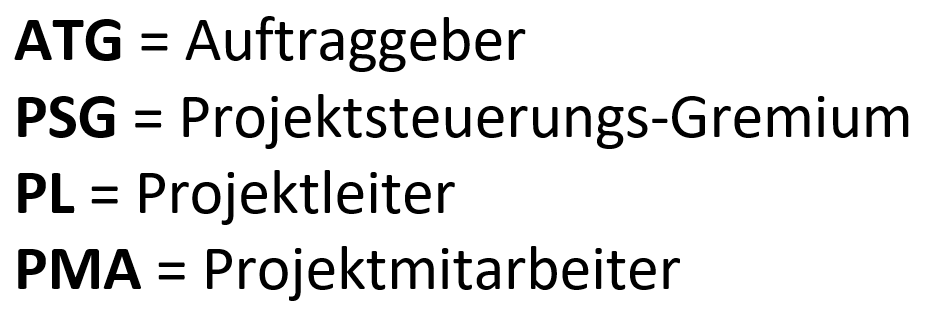 ATG = Auftraggeber
PSG = Projektsteuerungs-Gremium
PL = Projektleiter
PMA = Projektmitarbeiter